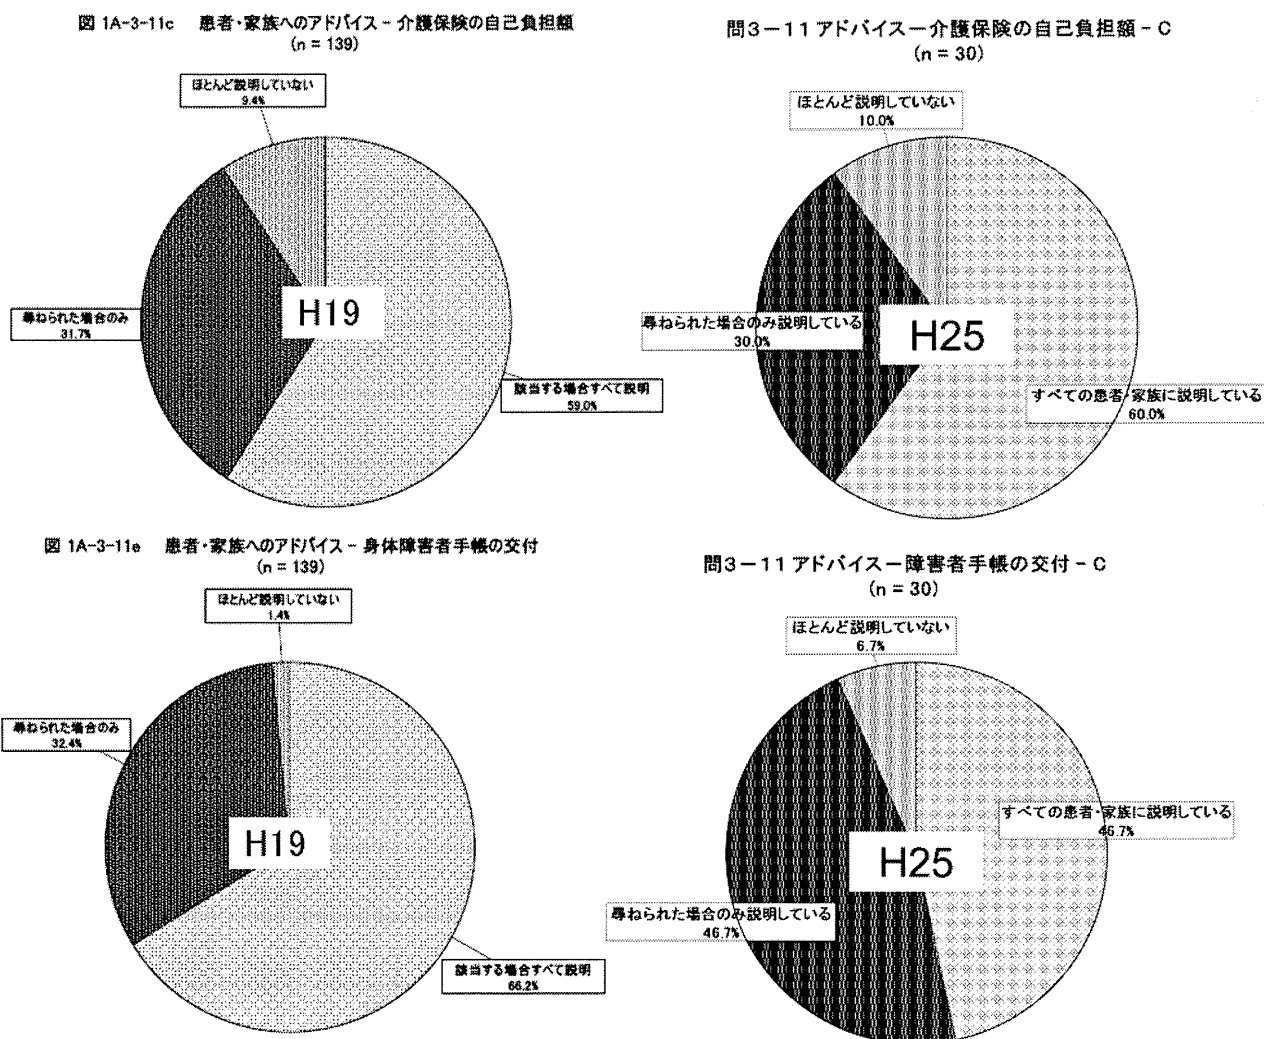 図 1A-3-11c 患者・家族へのアドバイス - 介護保険の自己負担額
(n = 139)
ほとんど説明していない
9.4%
尋ねられた場合のみ
31.7%
H19
該当する場合すべて説明
59.0%
問3－11 アドバイス－介護保険の自己負担額 - C
(n = 30)
ほとんど説明していない
10.0%
尋ねられた場合のみ説明している
30.0%
H25
すべての患者・家族に説明している
60.0%
図 1A-3-11e 患者・家族へのアドバイス - 身体障害者手帳の交付
(n = 139)
ほとんど説明していない
1.4%
尋ねられた場合のみ
32.4%
H19
該当する場合すべて説明
66.2%
問3－11 アドバイス－障害者手帳の交付 - C
(n = 30)
ほとんど説明していない
6.7%
すべての患者・家族に説明している
46.7%
H25
尋ねられた場合のみ説明している
46.7%